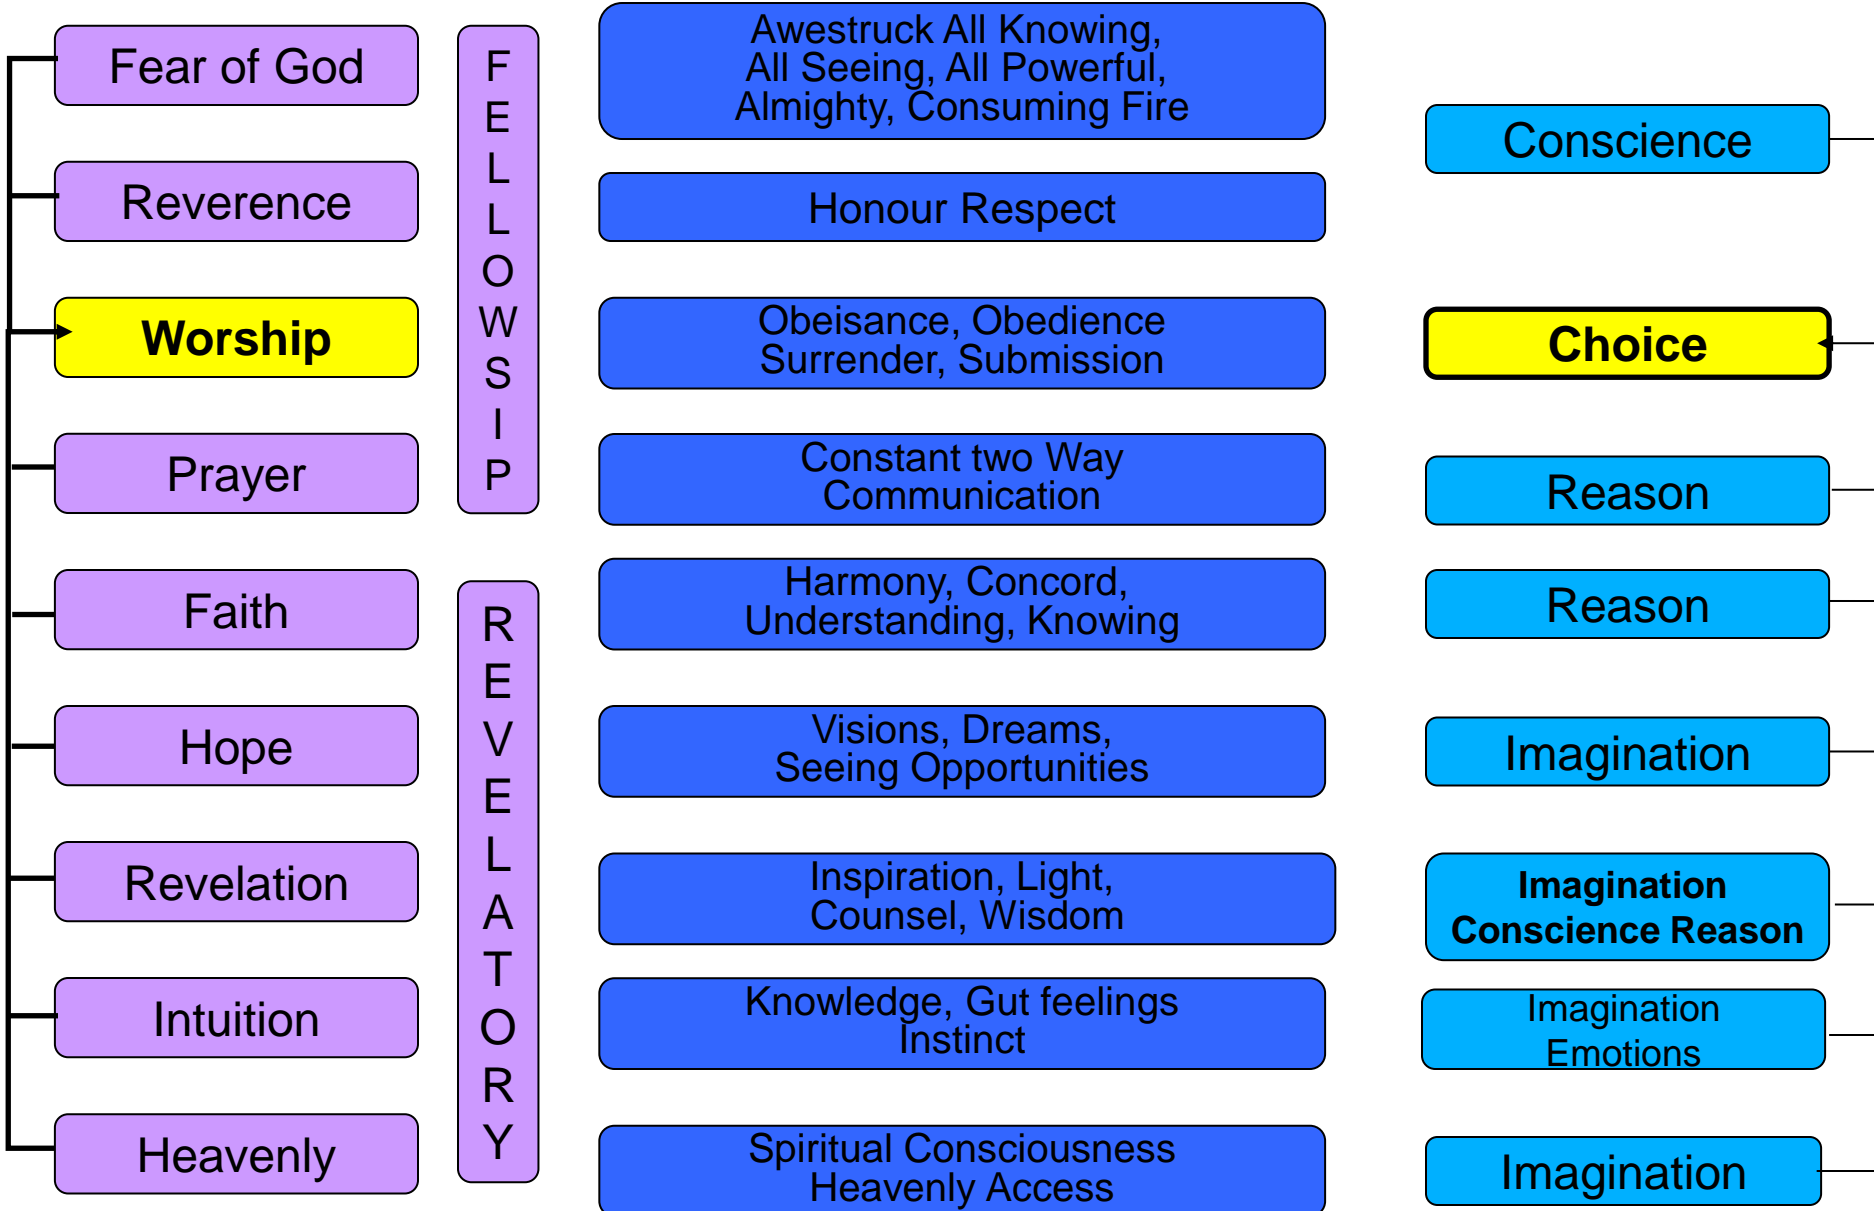 Fear of God
Reverence
Worship
Prayer
Faith
Hope
Revelation
Intuition
Heavenly
F
E
L
L
O
W
S
I
P
R
E
V
E
L
A
T
O
R
Y
Awestruck All Knowing,
All Seeing, All Powerful,
Almighty, Consuming Fire
Honour Respect
Obeisance, Obedience
Surrender, Submission
Constant two Way
Communication
Harmony, Concord,
Understanding, Knowing
Visions, Dreams,
Seeing Opportunities
Inspiration, Light,
Counsel, Wisdom
Knowledge, Gut feelings
Instinct
Spiritual Consciousness
Heavenly Access
Conscience
Choice
Reason
Reason
Imagination
Imagination
Conscience Reason
Imagination
Emotions
Imagination